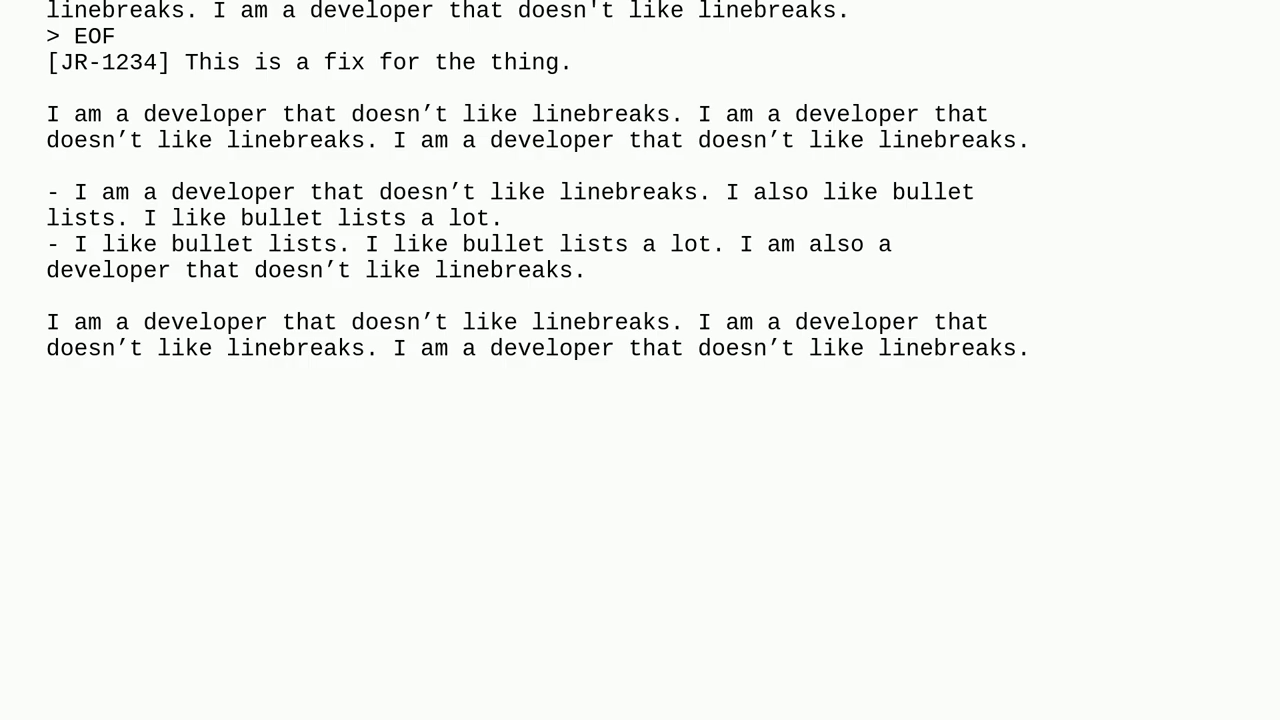 linebreaks. I am a developer that doesn't like linebreaks.
> EOF
[JR-1234] This is a fix for the thing.
I am a developer that doesn’t like linebreaks. I am a developer that
doesn’t like linebreaks. I am a developer that doesn’t like linebreaks.
- I am a developer that doesn’t like linebreaks. I also like bullet
lists. I like bullet lists a lot.
- I like bullet lists. I like bullet lists a lot. I am also a
developer that doesn’t like linebreaks.
I am a developer that doesn’t like linebreaks. I am a developer that
doesn’t like linebreaks. I am a developer that doesn’t like linebreaks.